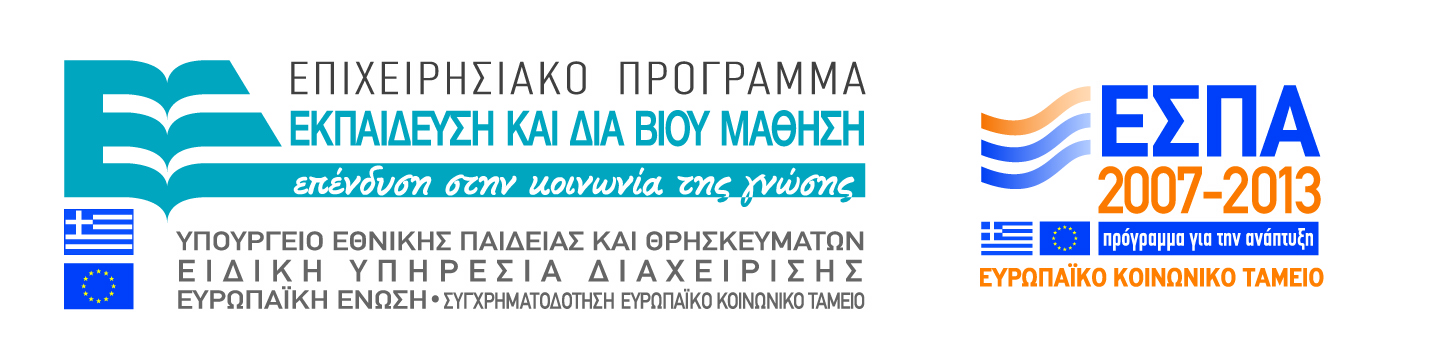 ΕΠΙΧΕΙΡΗΣΙΑΚΟ ΠΡΟΓΡΑΜΜΑ
ΕΚΠΑΙΔΕΥΣΗ ΚΑΙ ΔΙΑ ΒΙΟΥ ΜΑΘΗΣΗ
επένδυση στην κοινωνία της γνώσης
ΥΠΟΥΡΓΕΙΟ ΕΘΝΙΚΗΣ ΠΑΙΔΕΙΑΣ ΚΑΙ ΘΡΗΣΚΕΥΜΑΤΩΝ
ΕΙΔΙΚΗ ΥΠΗΡΕΣΙΑ ΔΙΑΧΕΙΡΙΣΗΣ
ΕΥΡΩΠΑΪΚΗ ΕΝΩΣΗ • ΣΥΓΧΡΗΜΑΤΟΔΟΤΗΣΗ ΕΥΡΩΠΑΪΚΟ ΚΟΙΝΩΝΙΚΟ ΤΑΜΕΙΟ
ΕΣΠΑ
2007-2013
πρόγραμμα για την ανάπτυξη
ΕΥΡΩΠΑΪΚΟ ΚΟΙΝΩΝΙΚΟ ΤΑΜΕΙΟ